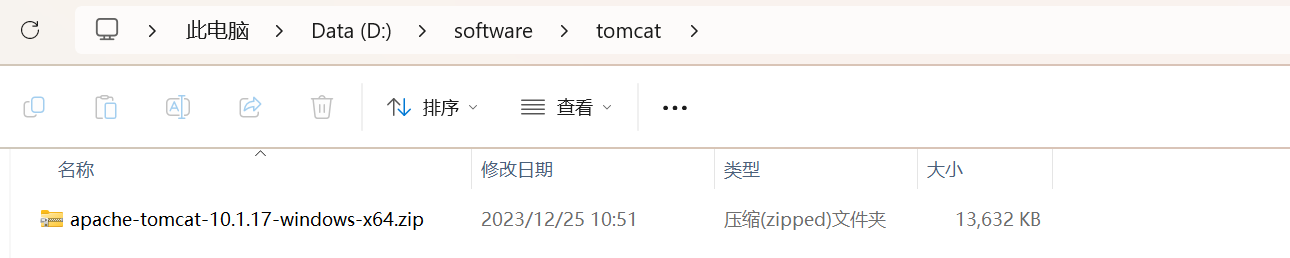 此电脑 > Data (D:) > software > tomcat >
排序 查看 •••
名称 修改日期 类型 大小
apache-tomcat-10.1.17-windows-x64.zip 2023/12/25 10:51 压缩(zipped)文件夹 13,632 KB